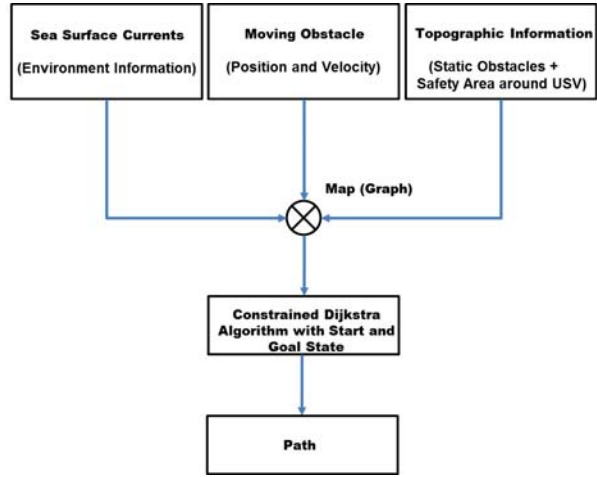 Sea Surface Currents
(Environment Information)
Moving Obstacle
(Position and Velocity)
Topographic Information
(Static Obstacles +
Safety Area around USV)
Map (Graph)
Constrained Dijkstra
Algorithm with Start and
Goal State
Path